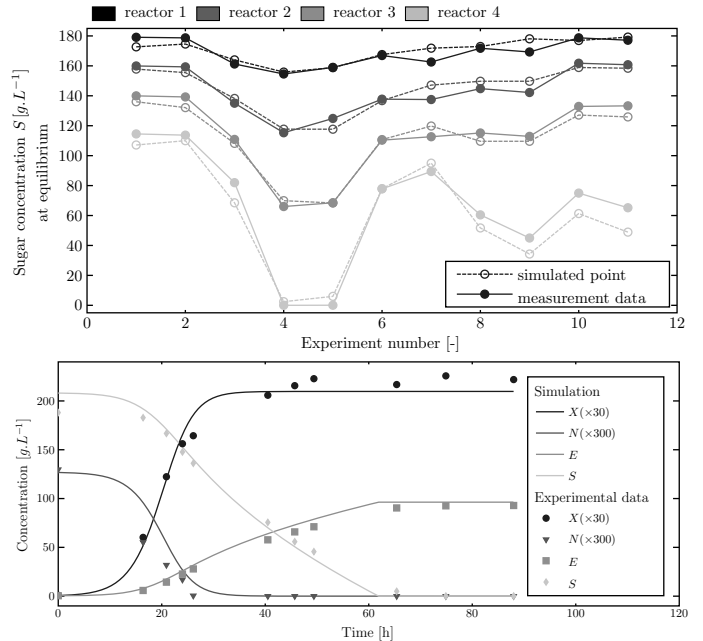 reactor 1 reactor 2 reactor 3 reactor 4
180
160
140
120
100
80
60
40
20
0
Sugar concentration S [g.L⁻¹]
at equilibrium
simulated point
measurement data
0 2 4 6 8 10 12
Experiment number [-]
200
150
100
50
0
Concentration [g.L⁻¹]
Simulation
X(×30)
N(×300)
E
S
Experimental data
X(×30)
N(×300)
E
S
0 20 40 60 80 100 120
Time [h]